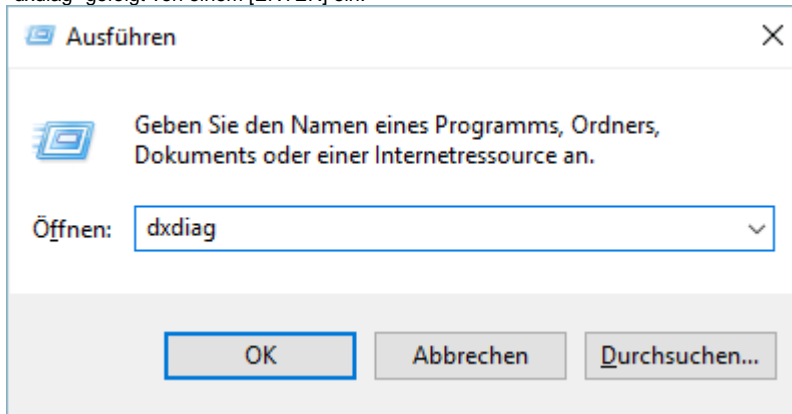 Ausführen
Geben Sie den Namen eines Programms, Ordners,
Dokuments oder einer Internetressource an.
Öffnen: dxdiag
OK Abbrechen Durchsuchen...